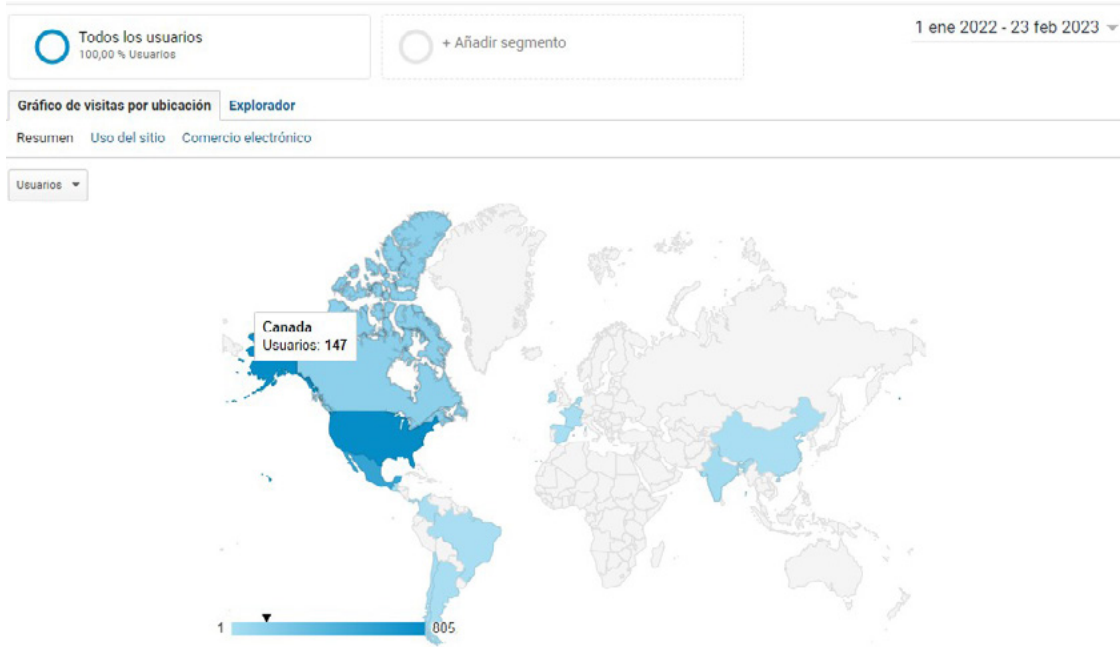 Todos los usuarios
100,00 % Usuarios
+ Añadir segmento
1 ene 2022 - 23 feb 2023
Gráfico de visitas por ubicación Explorador
Resumen Uso del sitio Comercio electrónico
Usuarios
Canada
Usuarios: 147
1 805